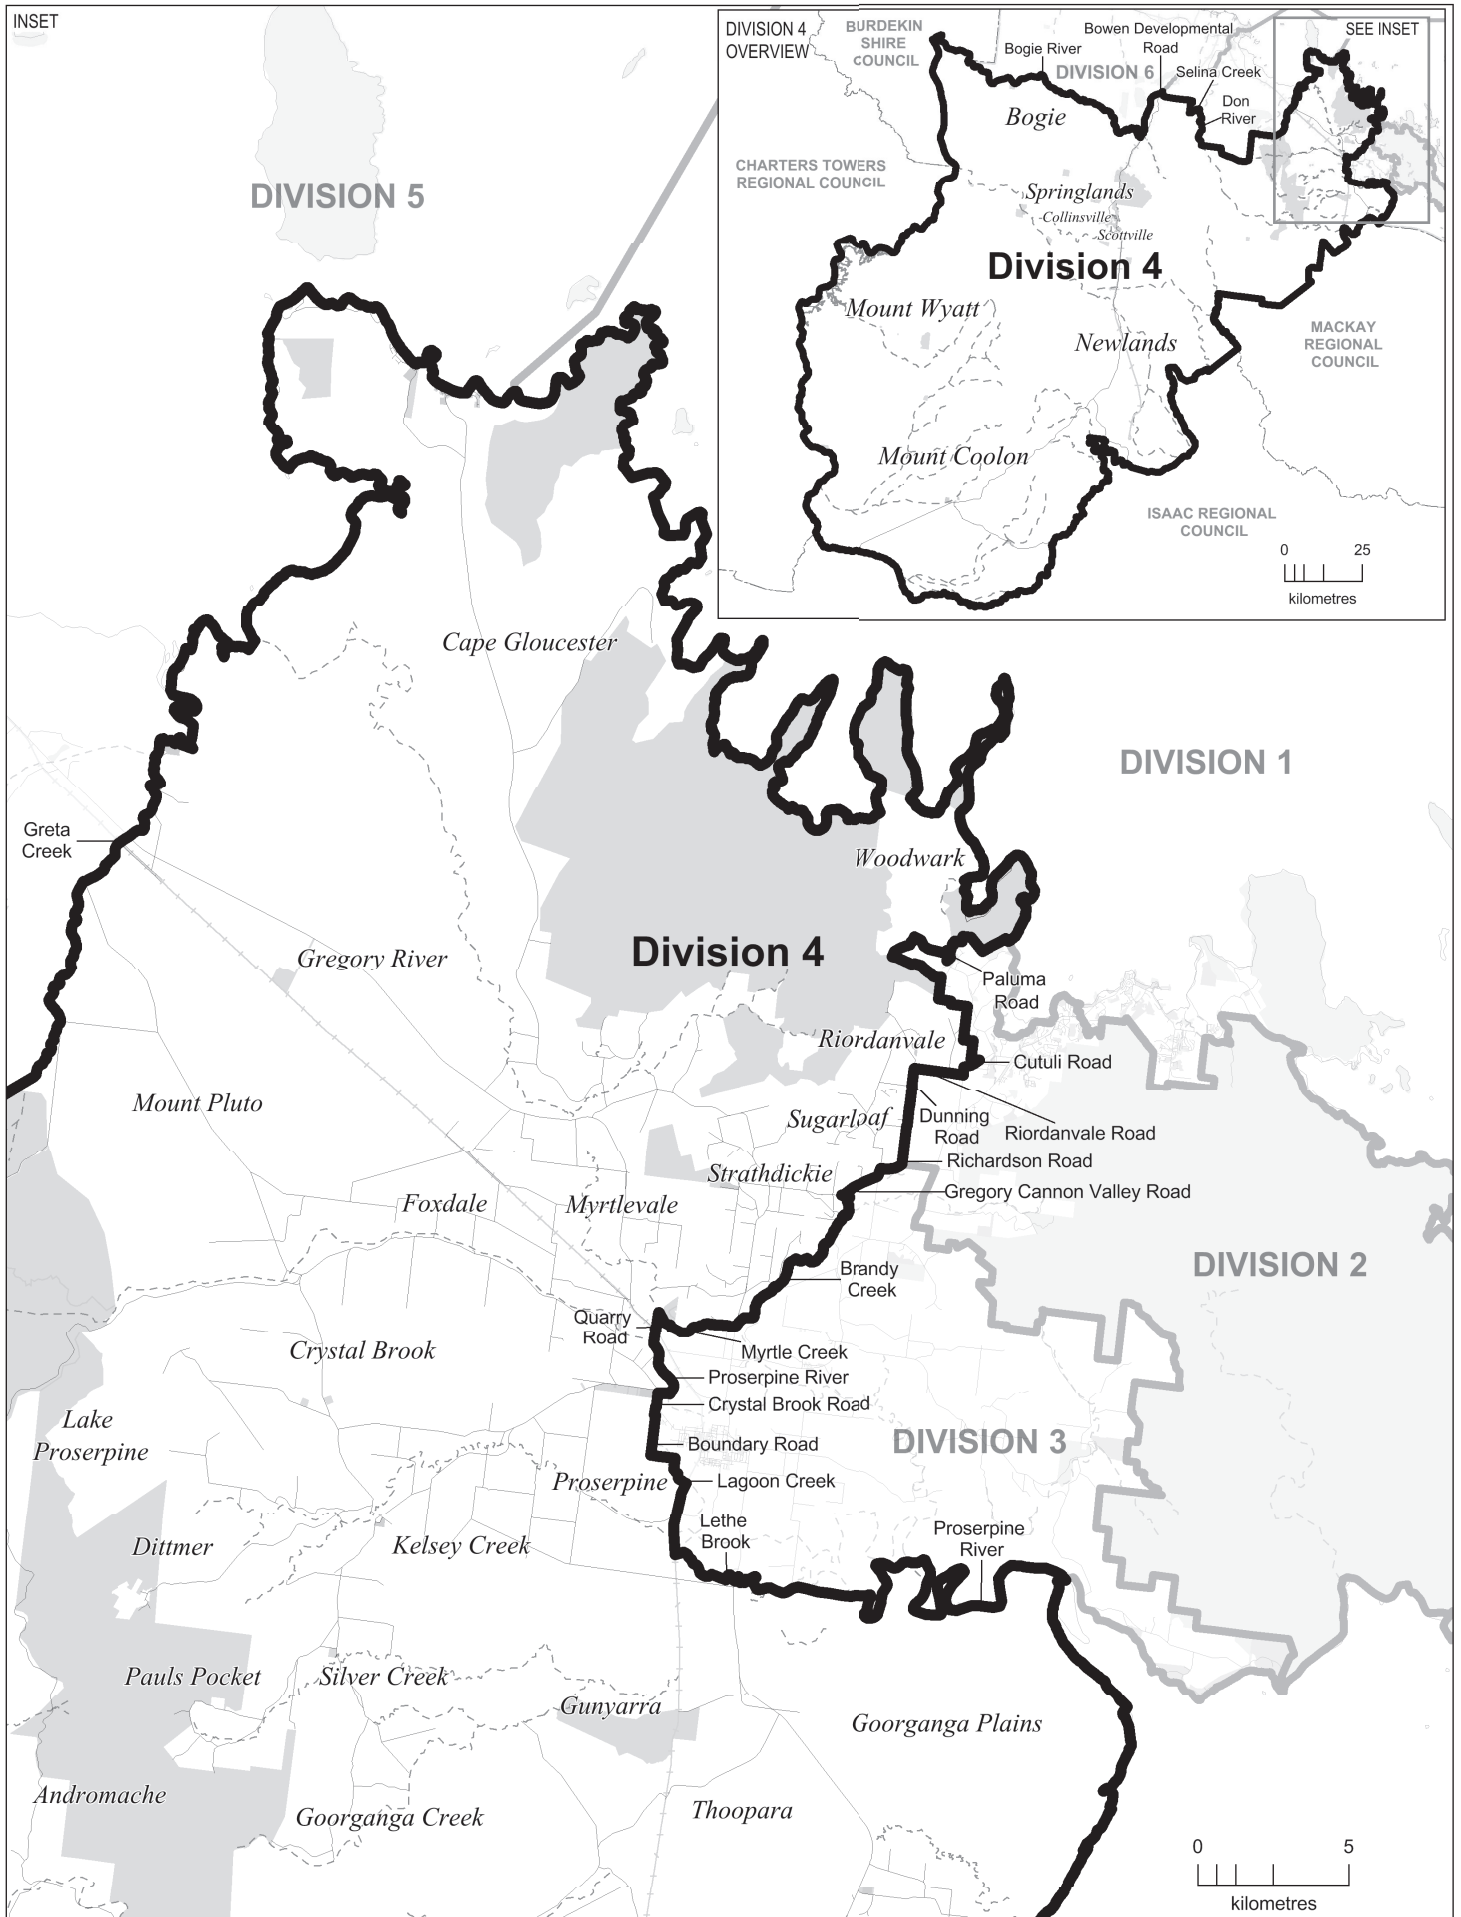 INSET
DIVISION 4
OVERVIEW
BURDEKIN
SHIRE
COUNCIL
Bogie River
Bowen Developmental
Road
DIVISION 6
Selina Creek
Don
River
SEE INSET
Bogie
CHARTERS TOWERS
REGIONAL COUNCIL
Springlands
Collinsville
Scottville
Division 4
Mount Wyatt
Newlands
MACKAY
REGIONAL
COUNCIL
Mount Coolon
ISAAC REGIONAL
COUNCIL
0 25
kilometres
DIVISION 5
Cape Gloucester
DIVISION 1
Greta
Creek
Woodwark
Gregory River
Division 4
Paluma
Road
Riordanvale
Cutuli Road
Mount Pluto
Sugarloaf
Dunning
Road
Riordanvale Road
Richardson Road
Strathdickie
Gregory Cannon Valley Road
Foxdale
Myrtlevale
DIVISION 2
Brandy
Creek
Quarry
Road
Crystal Brook
Myrtle Creek
Proserpine River
Crystal Brook Road
Lake
Proserpine
Boundary Road
DIVISION 3
Proserpine
Lagoon Creek
Lethe
Brook
Proserpine
River
Dittmer
Kelsey Creek
Pauls Pocket
Silver Creek
Gunyarra
Goorganga Plains
Andromache
Goorganga Creek
Thoopara
0 5
kilometres